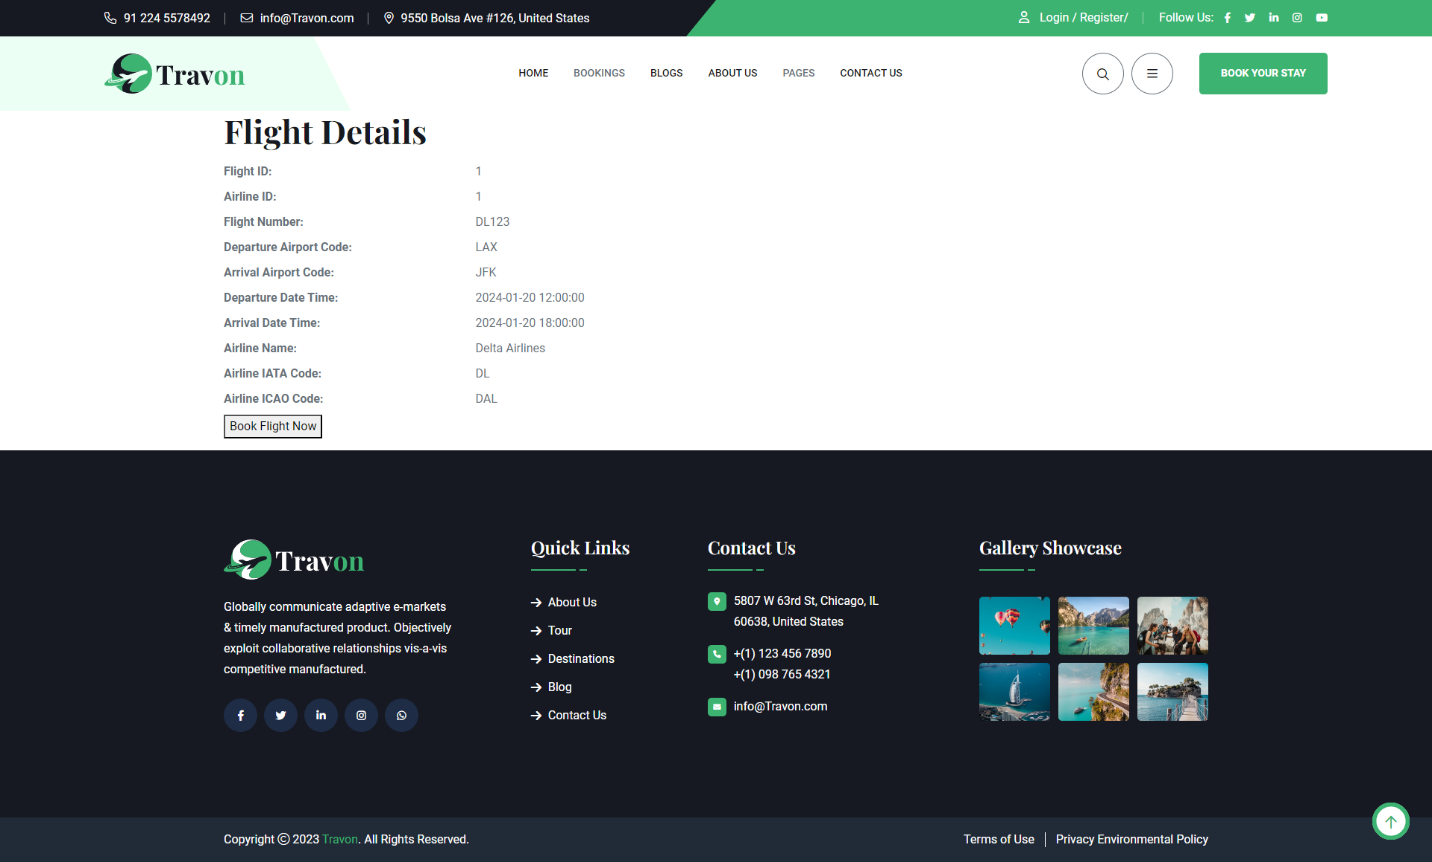 91 224 5578492 | info@Travon.com | 9550 Bolsa Ave #126, United States
Login / Register/ | Follow Us:
Travon
HOME BOOKINGS BLOGS ABOUT US PAGES CONTACT US
BOOK YOUR STAY
Flight Details
Flight ID: 1
Airline ID: 1
Flight Number: DL123
Departure Airport Code: LAX
Arrival Airport Code: JFK
Departure Date Time: 2024-01-20 12:00:00
Arrival Date Time: 2024-01-20 18:00:00
Airline Name: Delta Airlines
Airline IATA Code: DL
Airline ICAO Code: DAL
Book Flight Now
Travon
Globally communicate adaptive e-markets
& timely manufactured product. Objectively
exploit collaborative relationships vis-a-vis
competitive manufactured.
Quick Links
About Us
Tour
Destinations
Blog
Contact Us
Contact Us
5807 W 63rd St, Chicago, IL
60638, United States
+(1) 123 456 7890
+(1) 098 765 4321
info@Travon.com
Gallery Showcase
Copyright © 2023 Travon. All Rights Reserved.
Terms of Use | Privacy Environmental Policy